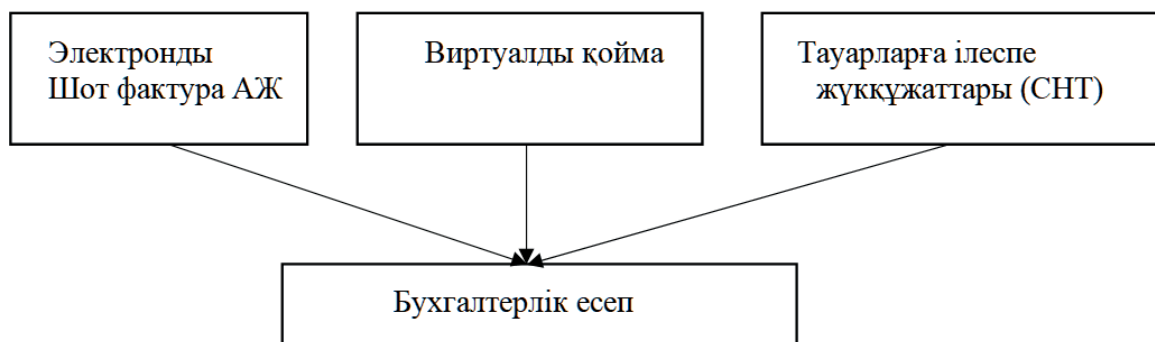 Электронды
Шот фактура АЖ
Виртуалды қойма
Тауарларға ілеспе
жүкқұжаттары (СНТ)
Бухгалтерлік есеп